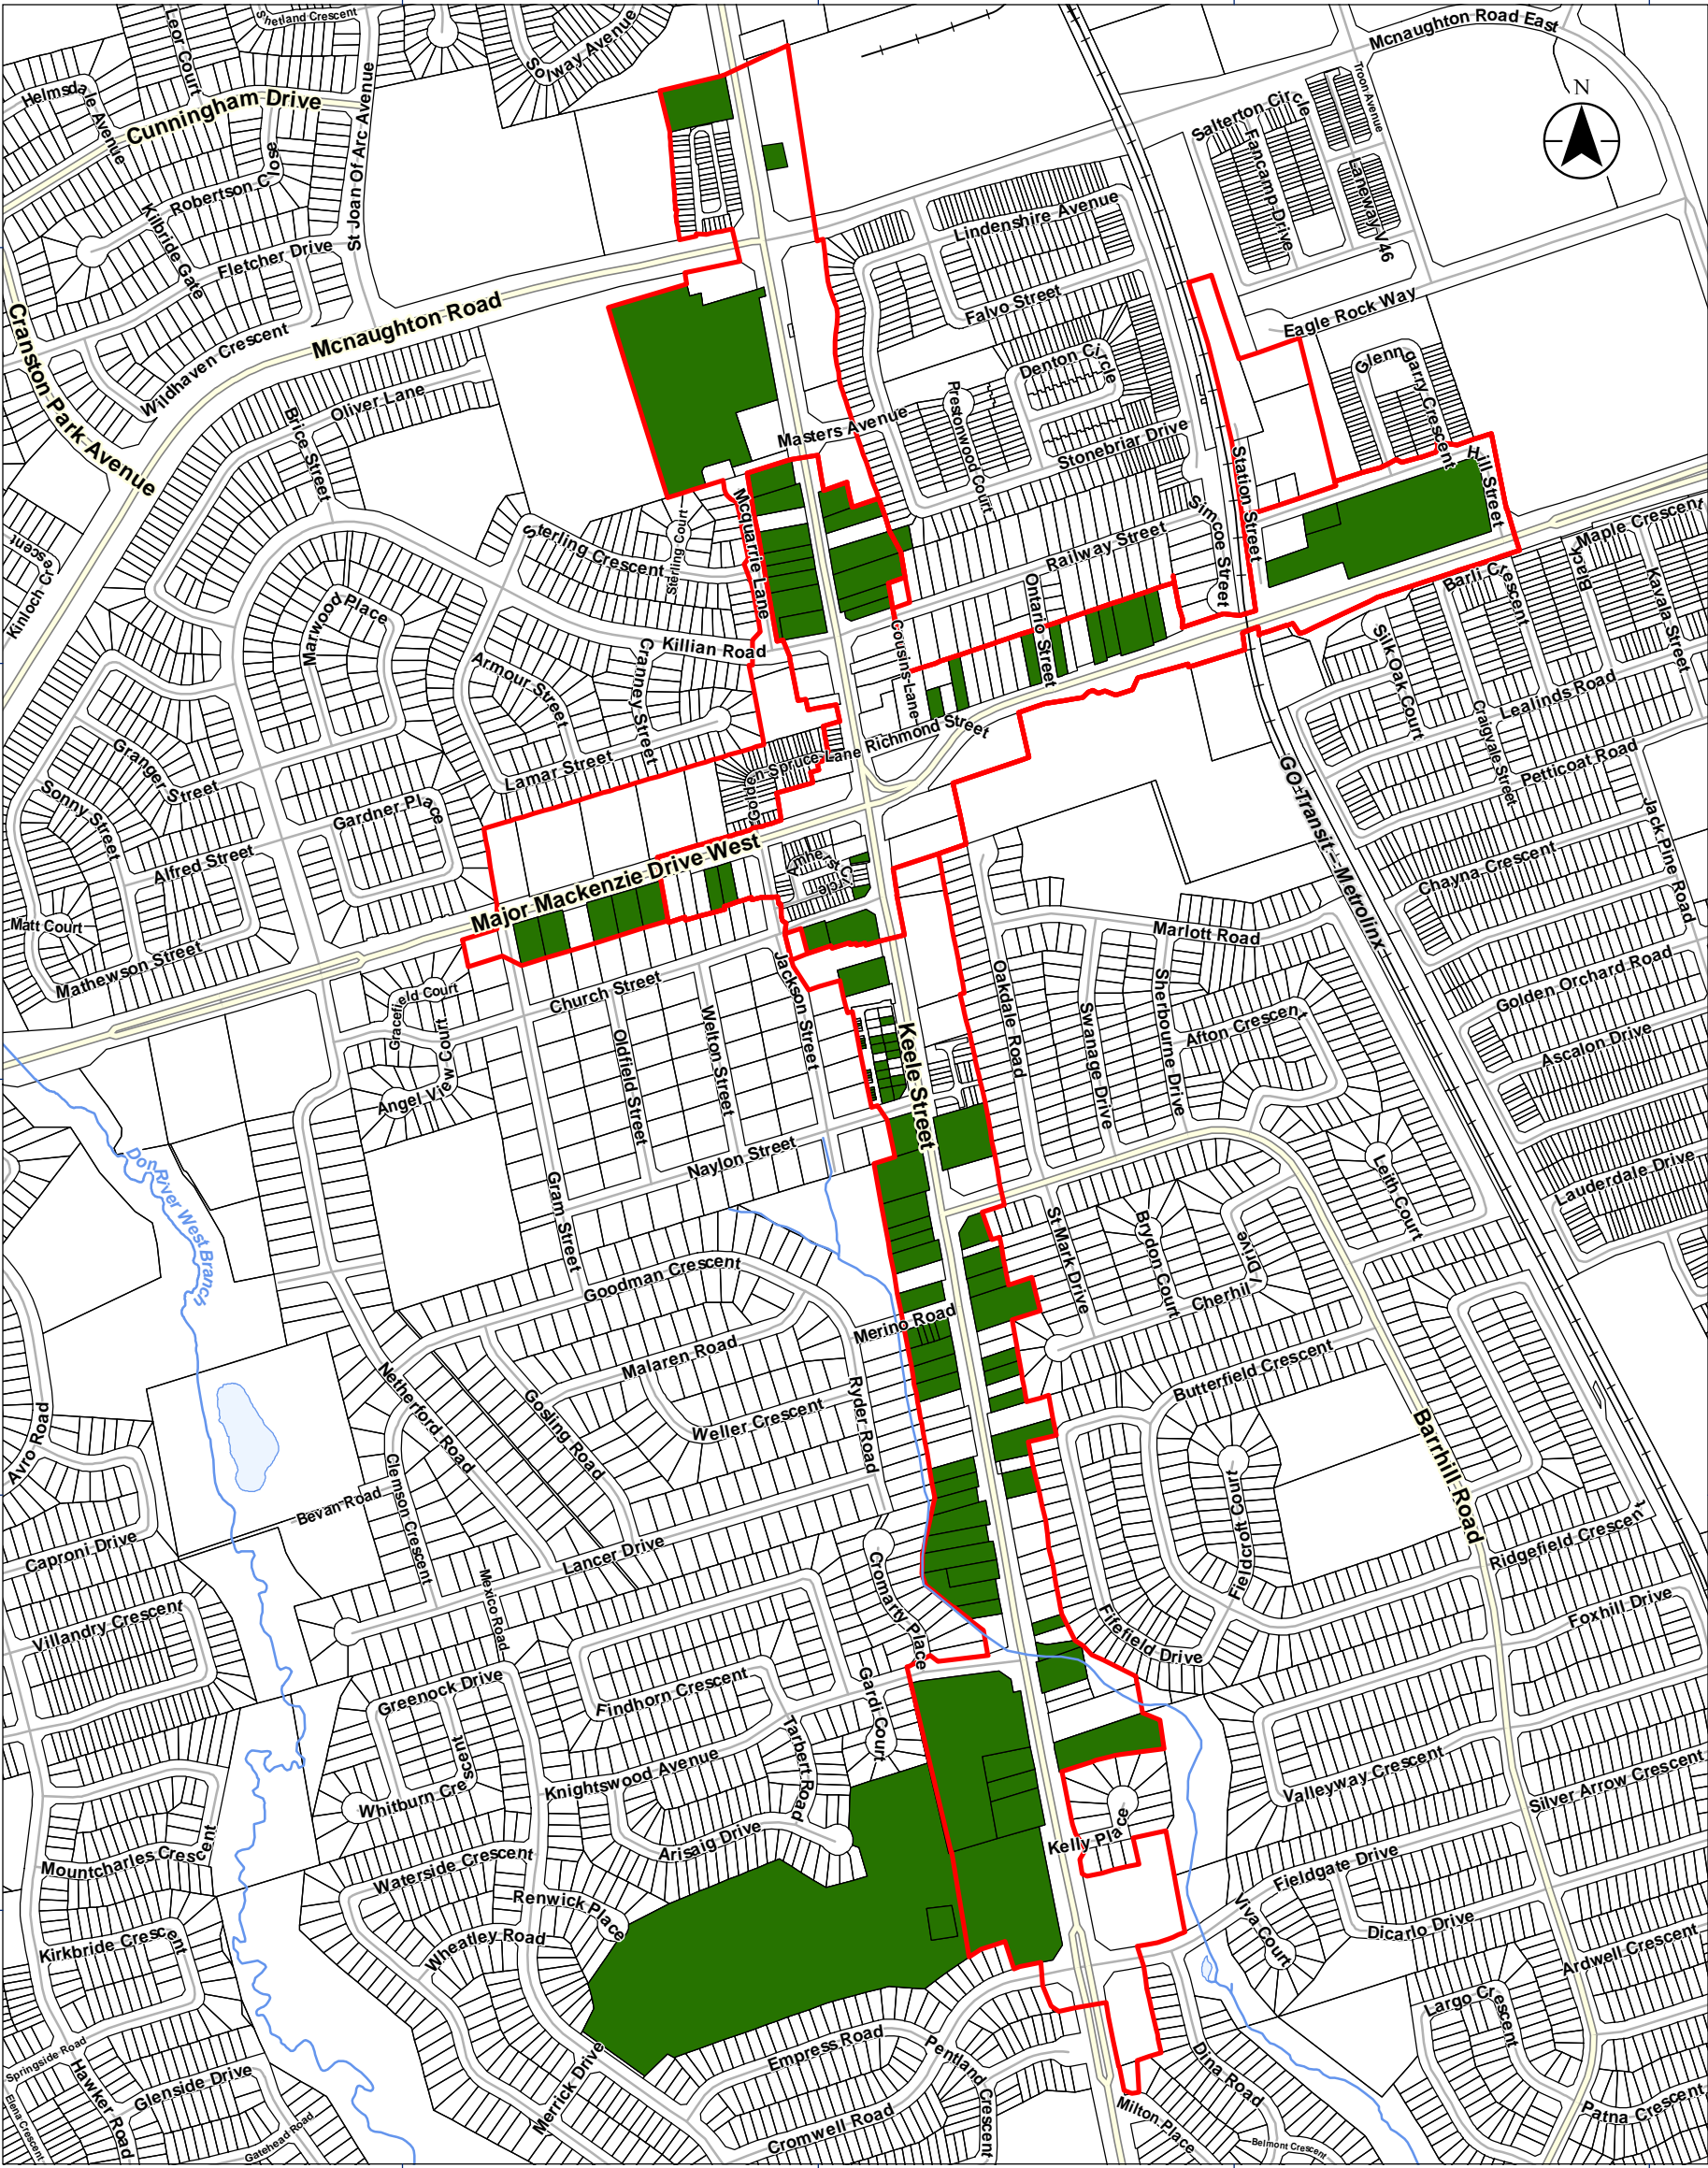 Shetland Crescent
Leor Court
Solway Avenue
Mcnaughton Road East
Helmsdale Avenue
Cunningham Drive
St Joan Of Arc Avenue
Troon Avenue
N
Salterton Circle
Fancamp Drive
Laneway V46
Robertson Close
Kilbride Gate
Fletcher Drive
Lindenshire Avenue
Falvo Street
Eagle Rock Way
Cranston Park Avenue
Mcnaughton Road
Wildhaven Crescent
Denton Circle
Glenngarry Crescent
Oliver Lane
Brice Street
Prestonwood Court
Masters Avenue
Stonebriar Drive
Station Street
Hill Street
Mcquarrie Lane
Simcoe Street
Maple Crescent
Sterling Court
Sterling Crescent
Railway Street
Black
Barli Crescent
Kavala Street
Kinloch Cr
escent
Marwood Place
Ontario Street
Cousins Lane
Killian Road
Cranney Street
Armour Street
Silk Oak Court
Lealinds Road
Craigvale Street
Richmond Street
Golden Spruce Lane
Lamar Street
Granger Street
Petticoat Road
GO Transit - Metrolinx
Sonny Street
Gardner Place
Jack Pine Road
Alfred Street
Major Mackenzie Drive West
Amherst Circle
Chayna Crescent
Matt Court
Mathewson Street
Marlott Road
Church Street
Jackson Street
Oakdale Road
Sherbourne Drive
Swanage Drive
Golden Orchard Road
Gracefield Court
Welton Street
Oldfield Street
Keele Street
Afton Crescent
Ascalon Drive
Angel View Court
Don River West Branch
Naylon Street
Gram Street
Leith Court
Lauderdale Drive
St Mark Drive
Brydon Court
Cherhill Drive
Goodman Crescent
Merino Road
Malaren Road
Netherford Road
Gosling Road
Weller Crescent
Ryder Road
Butterfield Crescent
Barrhill Road
Avro Road
Clemson Crescent
Bevan Road
Fieldcroft Court
Caproni Drive
Lancer Drive
Mexico Road
Cromarty Place
Ridgefield Crescent
Villandry Crescent
Fifefield Drive
Foxhill Drive
Greenock Drive
Findhorn Crescent
Gardi Court
Tarbert Road
Whitburn Crescent
Knightswood Avenue
Valleyway Crescent
Silver Arrow Crescent
Arisaig Drive
Kelly Place
Mountcharles Crescent
Waterside Crescent
Renwick Place
Fieldgate Drive
Viva Court
Dicarlo Drive
Kirkbride Crescent
Wheatley Road
Ardwell Crescent
Largo Crescent
Springside Road
Hawker Road
Glenside Drive
Elena Crescent
Gatehead Road
Merrick Drive
Empress Road
Pentland Crescent
Cromwell Road
Dina Road
Milton Place
Belmont Crescent
Patna Crescent